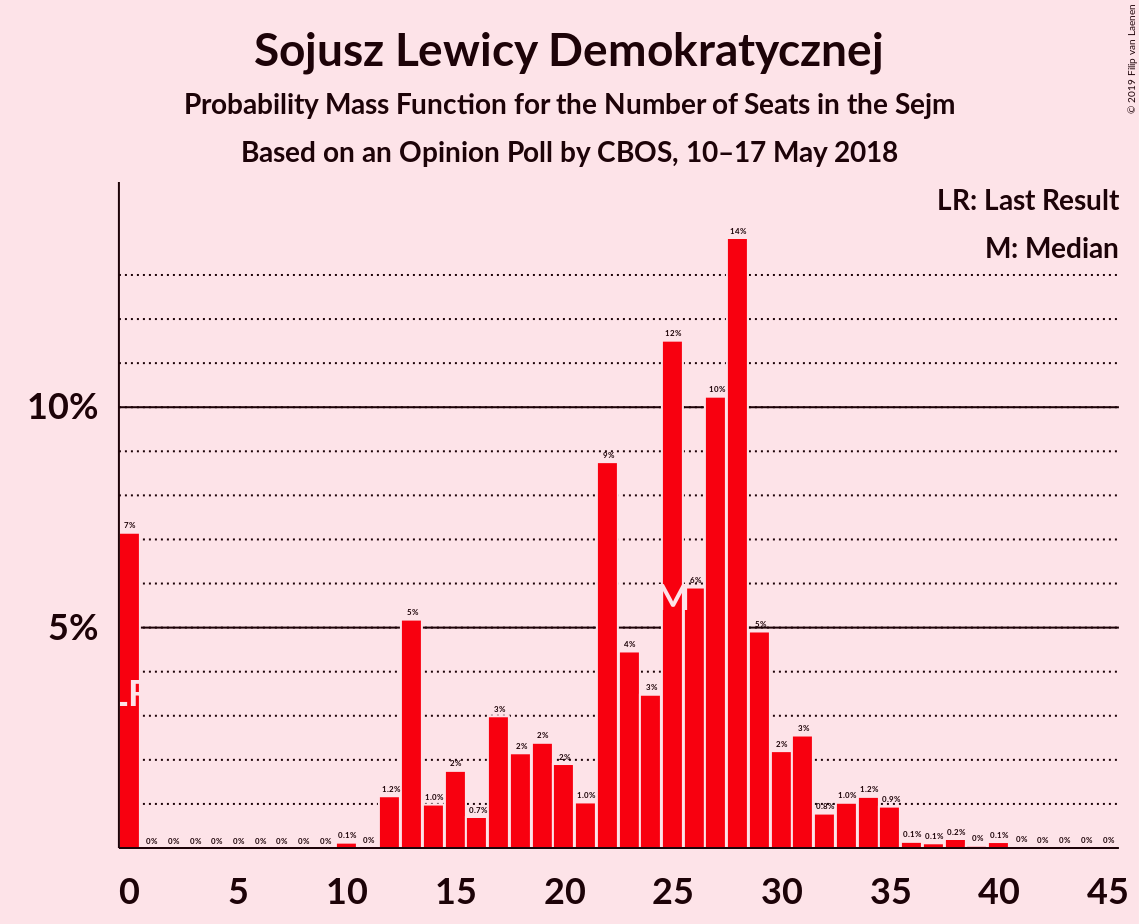 Sojusz Lewicy Demokratycznej
Probability Mass Function for the Number of Seats in the Sejm
Based on an Opinion Poll by CBOS, 10–17 May 2018
© 2019 Filip van Laenen
LR: Last Result
M: Median
10%
5%
7% 0% 0% 0% 0% 0% 0% 0% 0% 0% 0.1% 0% 1.2% 5% 1.0% 2% 0.7% 3% 2% 2% 2% 1.0% 9% 4% 3% 12% 6% 10% 14% 5% 2% 3% 0.8% 1.0% 1.2% 0.9% 0.1% 0.1% 0.2% 0% 0.1% 0% 0% 0% 0% 0%
LR
M
0 5 10 15 20 25 30 35 40 45